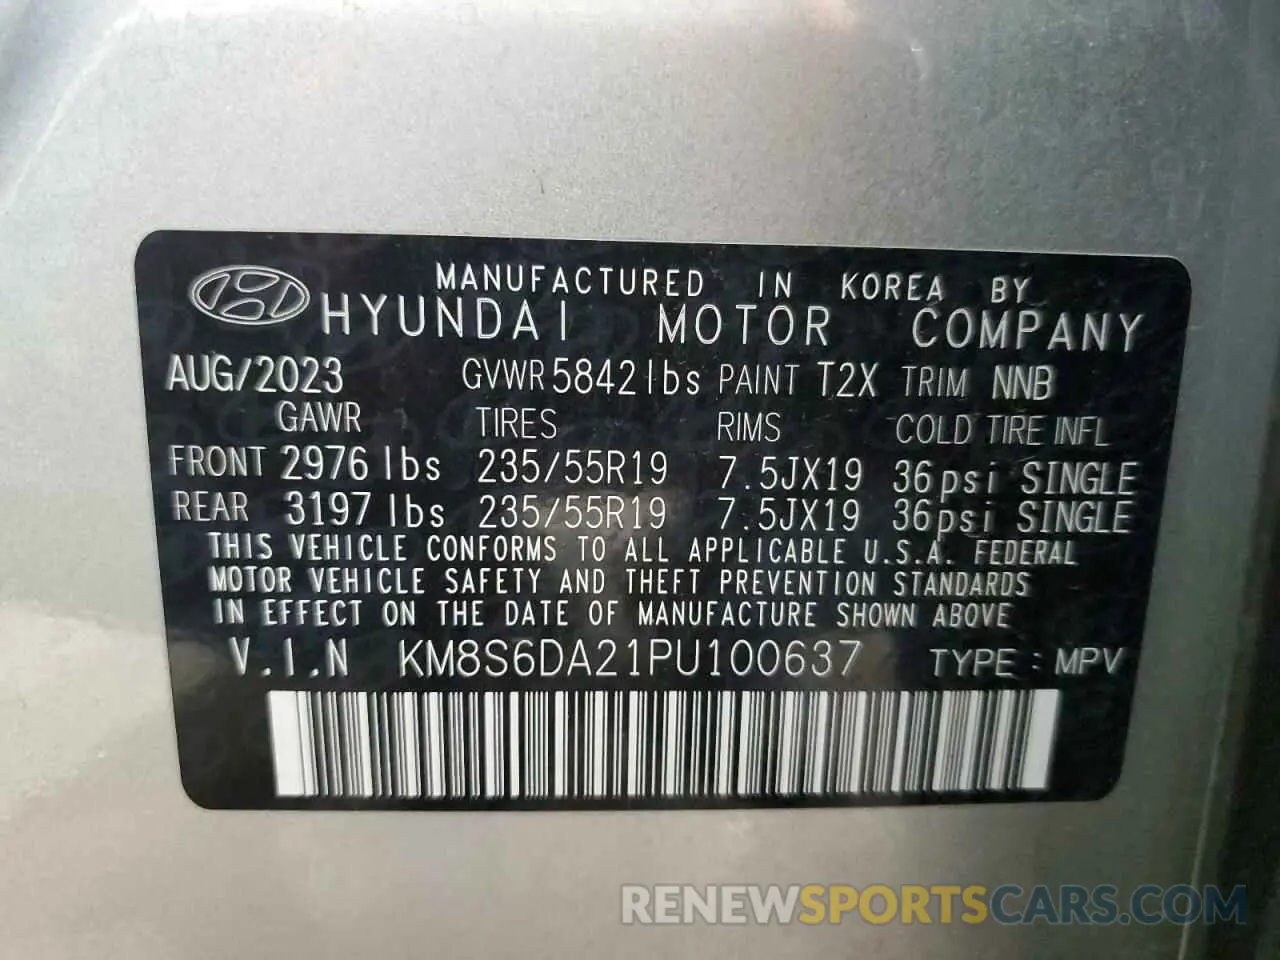 MANUFACTURED IN KOREA BY
HYUNDAI MOTOR COMPANY
AUG/2023 GVWR 5842 lbs PAINT T2X TRIM NNB
GAWR TIRES RIMS COLD TIRE INFL
FRONT 2976 lbs 235/55R19 7.5JX19 36psi SINGLE
REAR 3197 lbs 235/55R19 7.5JX19 36psi SINGLE
THIS VEHICLE CONFORMS TO ALL APPLICABLE U.S.A. FEDERAL
MOTOR VEHICLE SAFETY AND THEFT PREVENTION STANDARDS
IN EFFECT ON THE DATE OF MANUFACTURE SHOWN ABOVE
V.I.N KM8S6DA21PU100637 TYPE : MPV
RENEWSPORTSCARS.COM